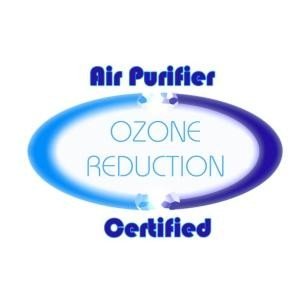 Air Purifier
OZONE
REDUCTION
Certified